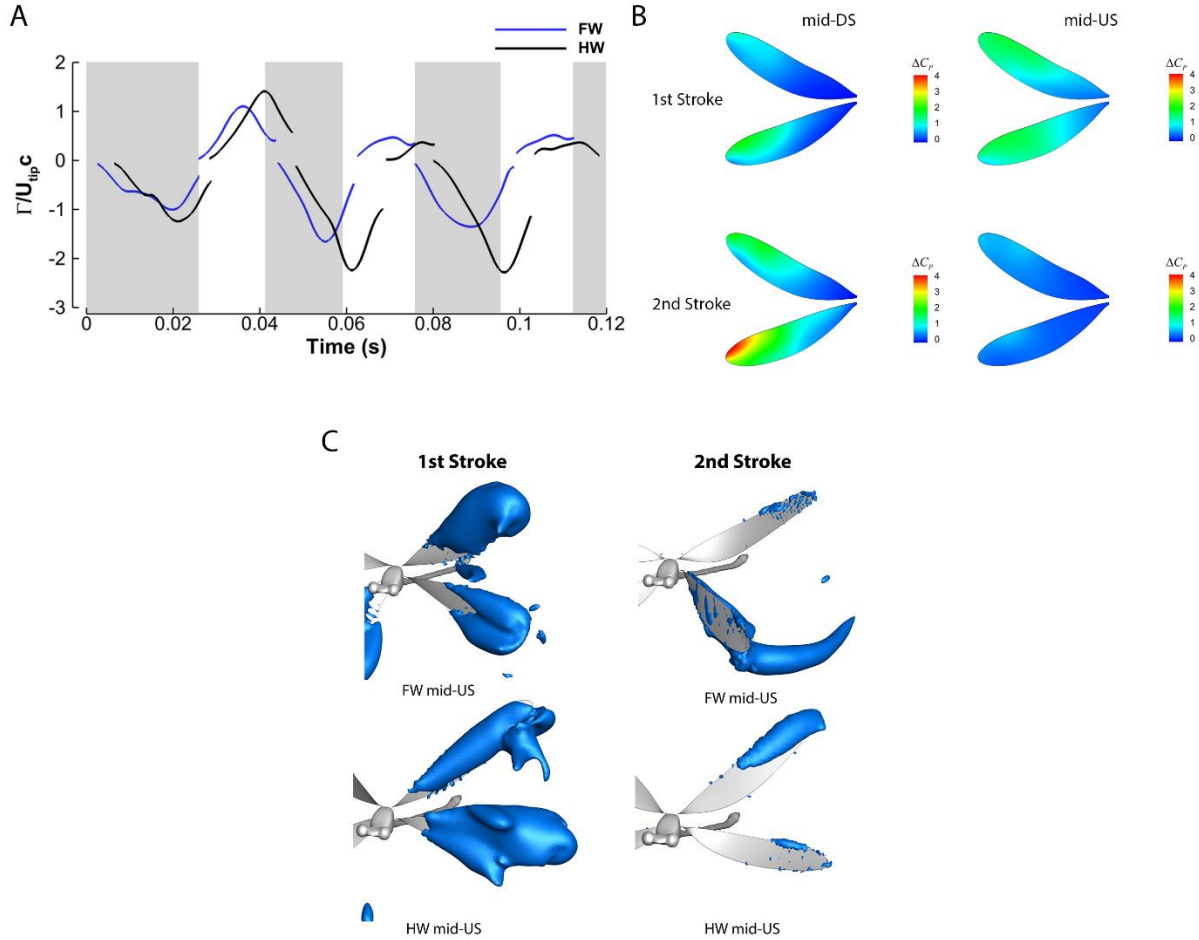 A
FW
HW
2
1
0
-1
-2
-3
Γ/U_tip c
0
0.02
0.04
0.06
0.08
0.1
0.12
Time (s)
B
mid-DS
mid-US
1st Stroke
ΔC_P
4
3
2
1
0
ΔC_P
4
3
2
1
0
2nd Stroke
ΔC_P
4
3
2
1
0
ΔC_P
4
3
2
1
0
C
1st Stroke
2nd Stroke
FW mid-US
FW mid-US
HW mid-US
HW mid-US